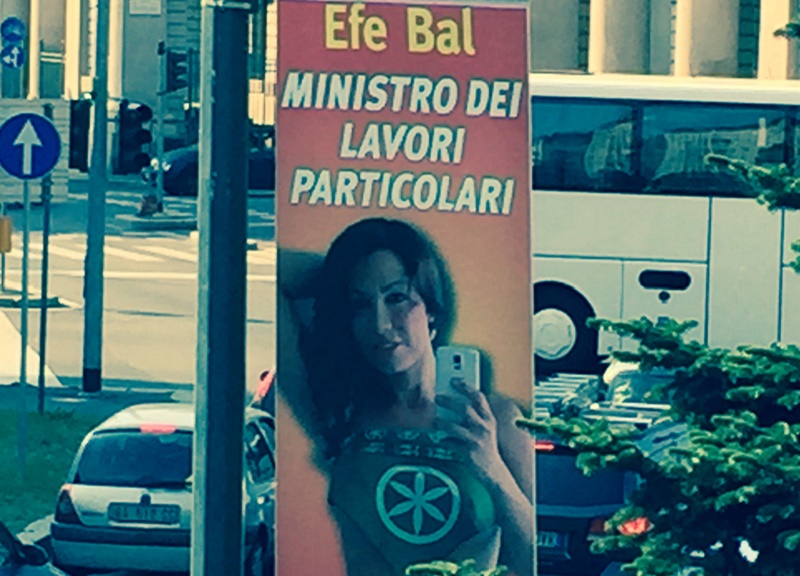 Efe Bal
MINISTRO DEI
LAVORI
PARTICOLARI